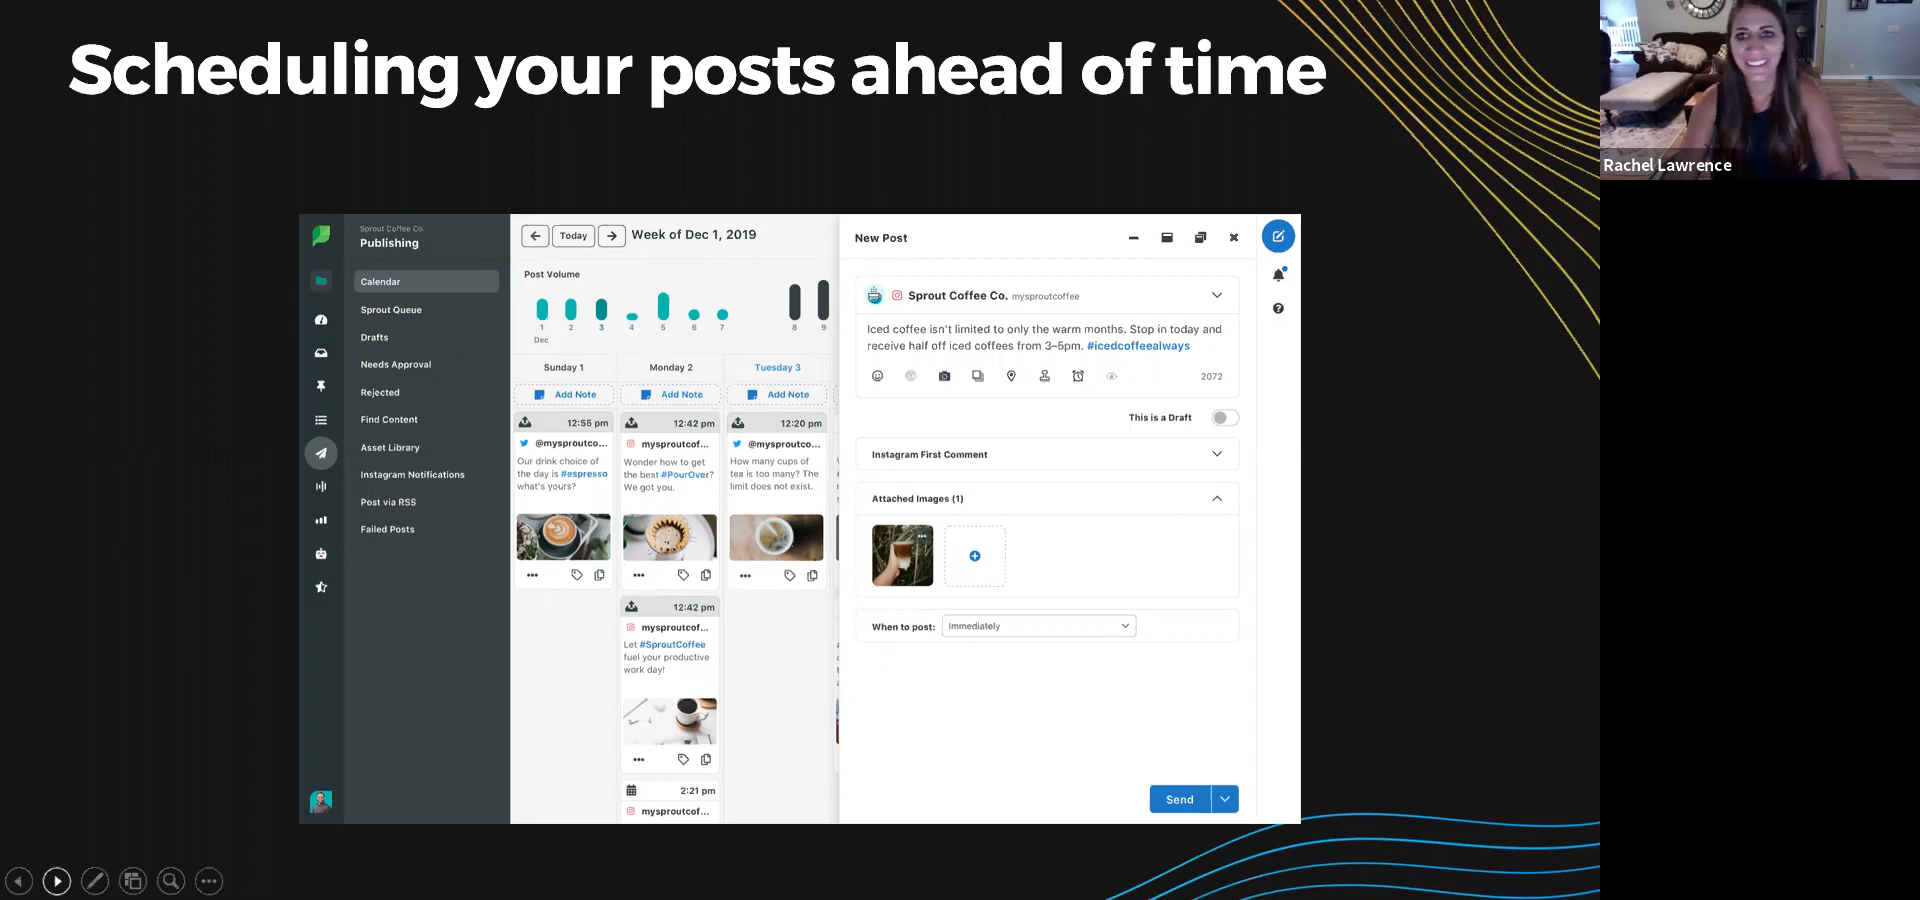 Scheduling your posts ahead of time
Rachel Lawrence
Sprout Coffee Co.
Publishing
Calendar
Sprout Queue
Drafts
Needs Approval
Rejected
Find Content
Asset Library
Instagram Notifications
Post via RSS
Failed Posts
Today
Week of Dec 1, 2019
Post Volume
1 2 3 4 5 6 7 8 9
Dec
Sunday 1
Monday 2
Tuesday 3
Add Note
Add Note
Add Note
12:55 pm
@mysproutco...
Our drink choice of
the day is #espresso
what's yours?
12:42 pm
mysproutcof...
Wonder how to get
the best #PourOver?
We got you.
12:20 pm
@mysproutco...
How many cups of
tea is too many? The
limit does not exist.
12:42 pm
mysproutcof...
Let #SproutCoffee
fuel your productive
work day!
2:21 pm
mysproutcof...
New Post
Sprout Coffee Co. mysproutcoffee
Iced coffee isn't limited to only the warm months. Stop in today and
receive half off iced coffees from 3–5pm. #icedcoffeealways
2072
This is a Draft
Instagram First Comment
Attached Images (1)
When to post: Immediately
Send